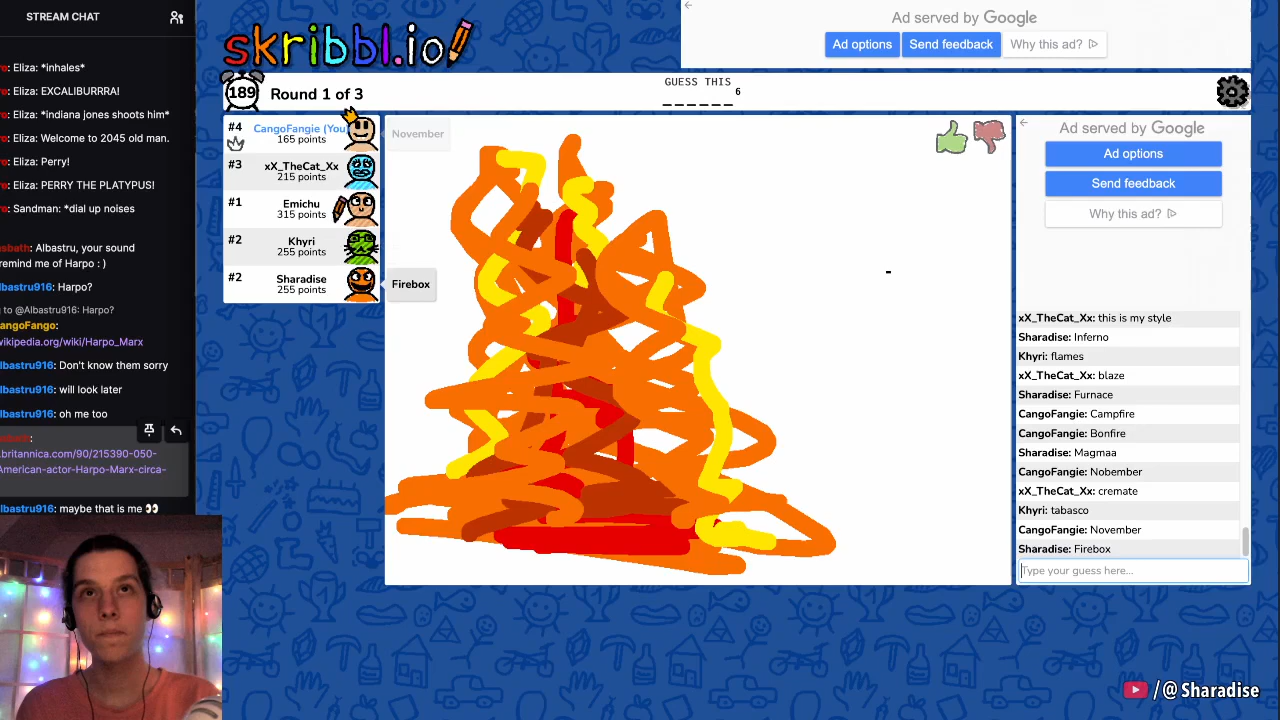 STREAM CHAT
: Eliza: *inhales*
: Eliza: EXCALIBURRRA!
: Eliza: *Indiana jones shoots him*
: Eliza: Welcome to 2045 old man.
: Eliza: Perry!
: Eliza: PERRY THE PLATYPUS!
: Sandman: *dial up noises
asbath: Albastru, your sound
remind me of Harpo : )
lbastru916: Harpo?
g to @Albastru916: Harpo?
CangoFango:
wikipedia.org/wiki/Harpo_Marx
lbastru916: Don't know them sorry
lbastru916: will look later
lbastru916: oh me too
.britannica.com/90/215390-050-
American-actor-Harpo-Marx-circa-
lbastru916: maybe that is me 👀
skribbl.io
Ad served by Google
Ad options
Send feedback
Why this ad?
189
Round 1 of 3
GUESS THIS
______ 6
#4 CangoFangie (You)
165 points
#3 xX_TheCat_Xx
215 points
#1 Emichu
315 points
#2 Khyri
255 points
#2 Sharadise
255 points
November
Firebox
Ad served by Google
Ad options
Send feedback
Why this ad?
xX_TheCat_Xx: this is my style
Sharadise: Inferno
Khyri: flames
xX_TheCat_Xx: blaze
Sharadise: Furnace
CangoFangie: Campfire
CangoFangie: Bonfire
Sharadise: Magmaa
CangoFangie: Nobember
xX_TheCat_Xx: cremate
Khyri: tabasco
CangoFangie: November
Sharadise: Firebox
Type your guess here...
/@Sharadise